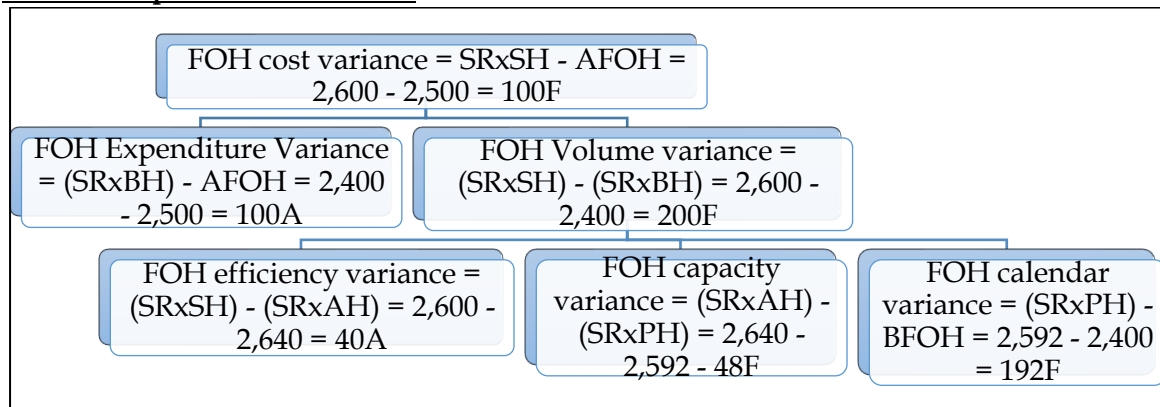 FOH cost variance = SRxSH - AFOH =
2,600 - 2,500 = 100F
FOH Expenditure Variance
= (SRxBH) - AFOH = 2,400
- 2,500 = 100A
FOH Volume variance =
(SRxSH) - (SRxBH) = 2,600 -
2,400 = 200F
FOH efficiency variance =
(SRxSH) - (SRxAH) = 2,600 -
2,640 = 40A
FOH capacity
variance = (SRxAH) -
(SRxPH) = 2,640 -
2,592 - 48F
FOH calendar
variance = (SRxPH) -
BFOH = 2,592 - 2,400
= 192F